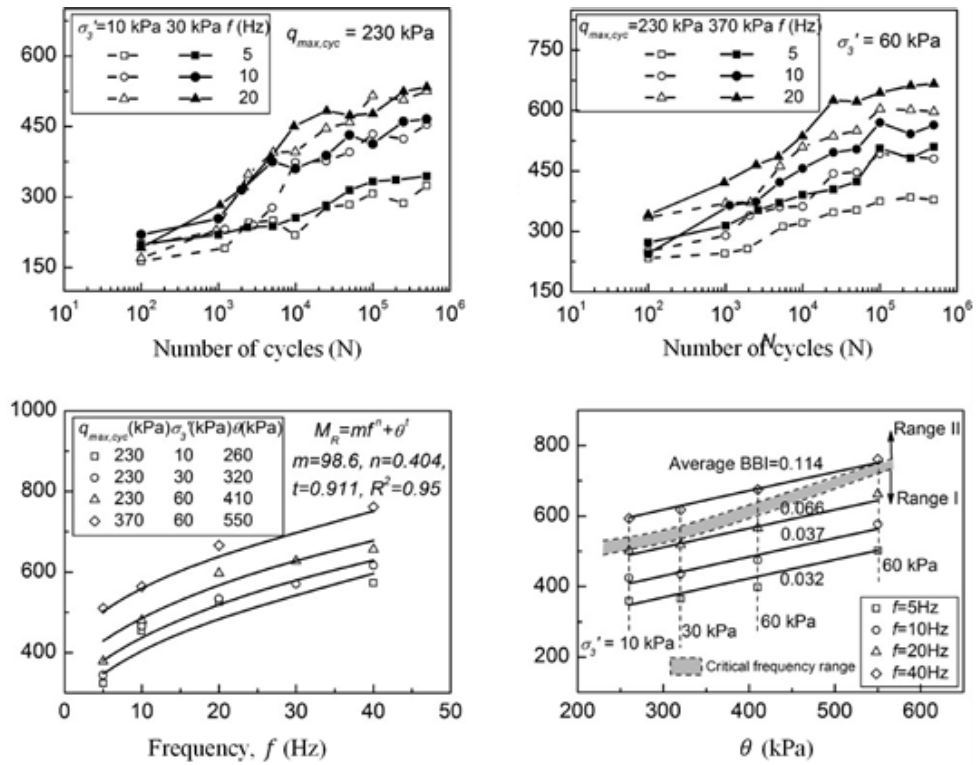 σ3'=10 kPa 30 kPa f (Hz)
5
10
20
qmax,cyc = 230 kPa
600
450
300
150
10^1 10^2 10^3 10^4 10^5 10^6
Number of cycles (N)
qmax,cyc=230 kPa 370 kPa f (Hz)
5
10
20
σ3' = 60 kPa
750
600
450
300
150
10^1 10^2 10^3 10^4 10^5 10^6
N
Number of cycles (N)
qmax,cyc(kPa) σ3'(kPa) θ(kPa)
230 10 260
230 30 320
230 60 410
370 60 550
MR=mf^n+θ^t
m=98.6, n=0.404,
t=0.911, R^2=0.95
1000
800
600
400
0 10 20 30 40 50
Frequency, f (Hz)
Range II
Average BBI=0.114
Range I
0.066
0.037
0.032
60 kPa
60 kPa
30 kPa
σ3' = 10 kPa
Critical frequency range
f=5Hz
f=10Hz
f=20Hz
f=40Hz
800
600
400
200
200 300 400 500 600
θ (kPa)